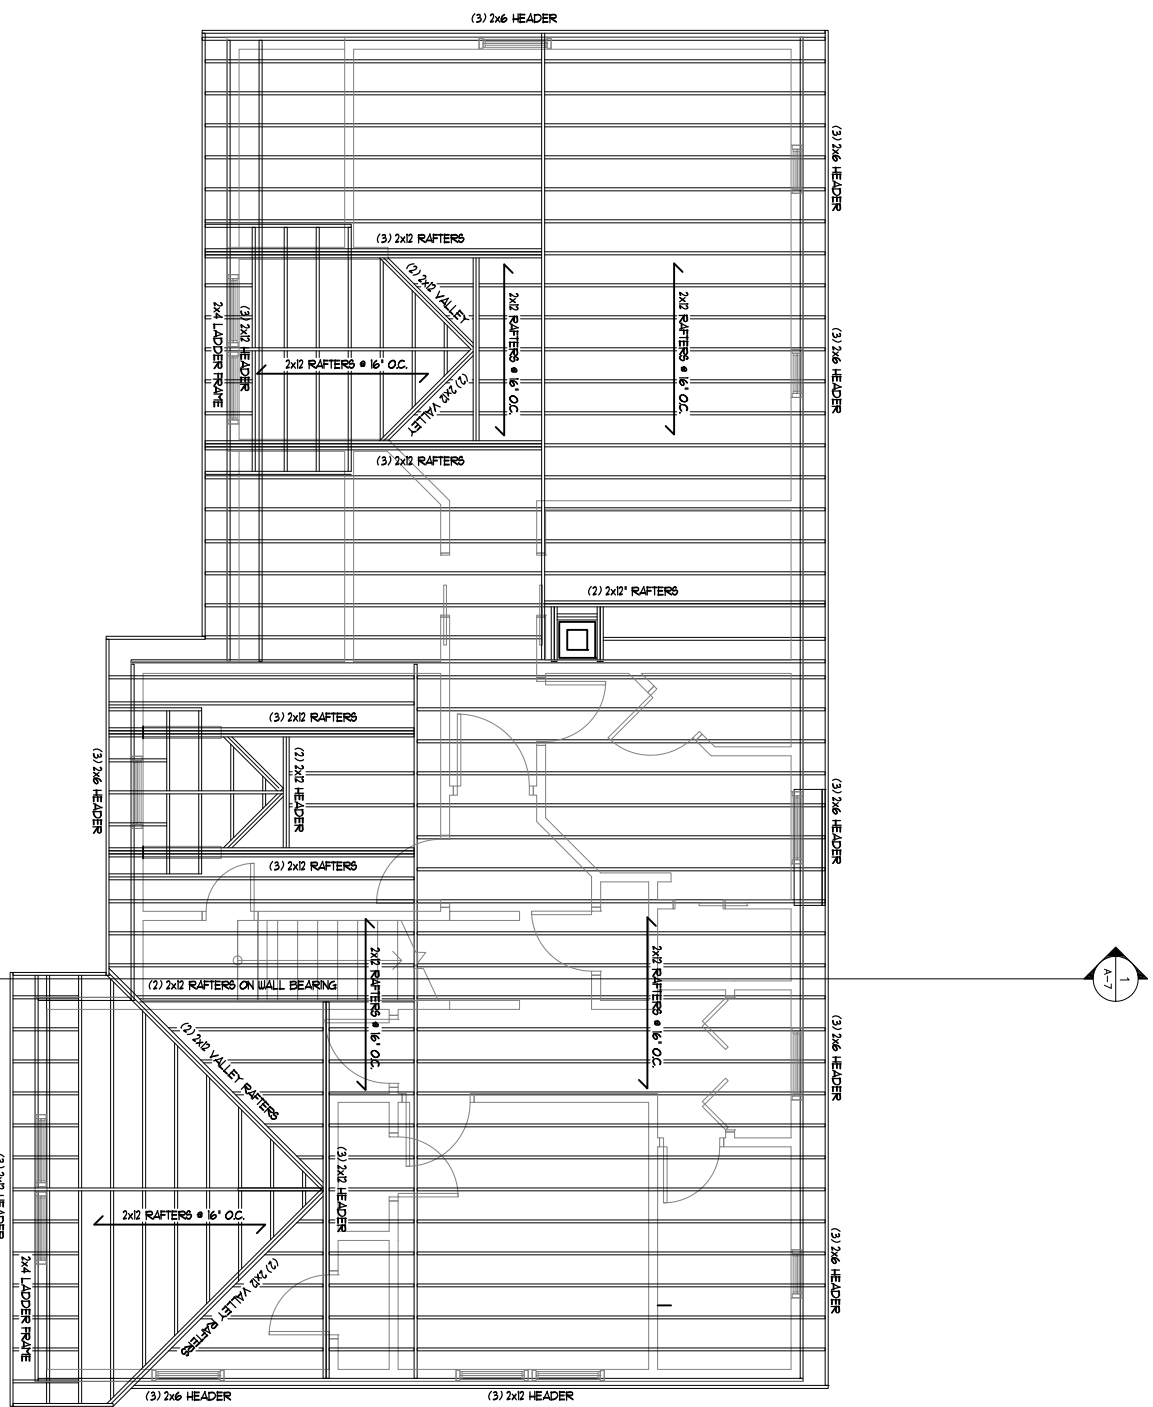 (3) 2x6 HEADER
(3) 2x6 HEADER
(3) 2x12 RAFTERS
(2) 2x12 VALLEY
2x12 RAFTERS @ 16" O.C.
2x12 RAFTERS @ 16" O.C.
2x4 LADDER FRAME
(3) 2x12 HEADER
(3) 2x6 HEADER
2x12 RAFTERS @ 16" O.C.
(2) 2x12 VALLEY
(3) 2x12 RAFTERS
(2) 2x12" RAFTERS
(3) 2x12 RAFTERS
(3) 2x6 HEADER
(2) 2x12 HEADER
(3) 2x6 HEADER
(3) 2x12 RAFTERS
2x12 RAFTERS @ 16" O.C.
2x12 RAFTERS @ 16" O.C.
1
A-7
(2) 2x12 RAFTERS ON WALL BEARING
(2) 2x12 VALLEY RAFTERS
(3) 2x6 HEADER
(3) 2x12 HEADER
(3) 2x12 HEADER
2x12 RAFTERS @ 16" O.C.
(2) 2x12 VALLEY RAFTERS
(3) 2x6 HEADER
2x4 LADDER FRAME
(3) 2x6 HEADER
(3) 2x12 HEADER